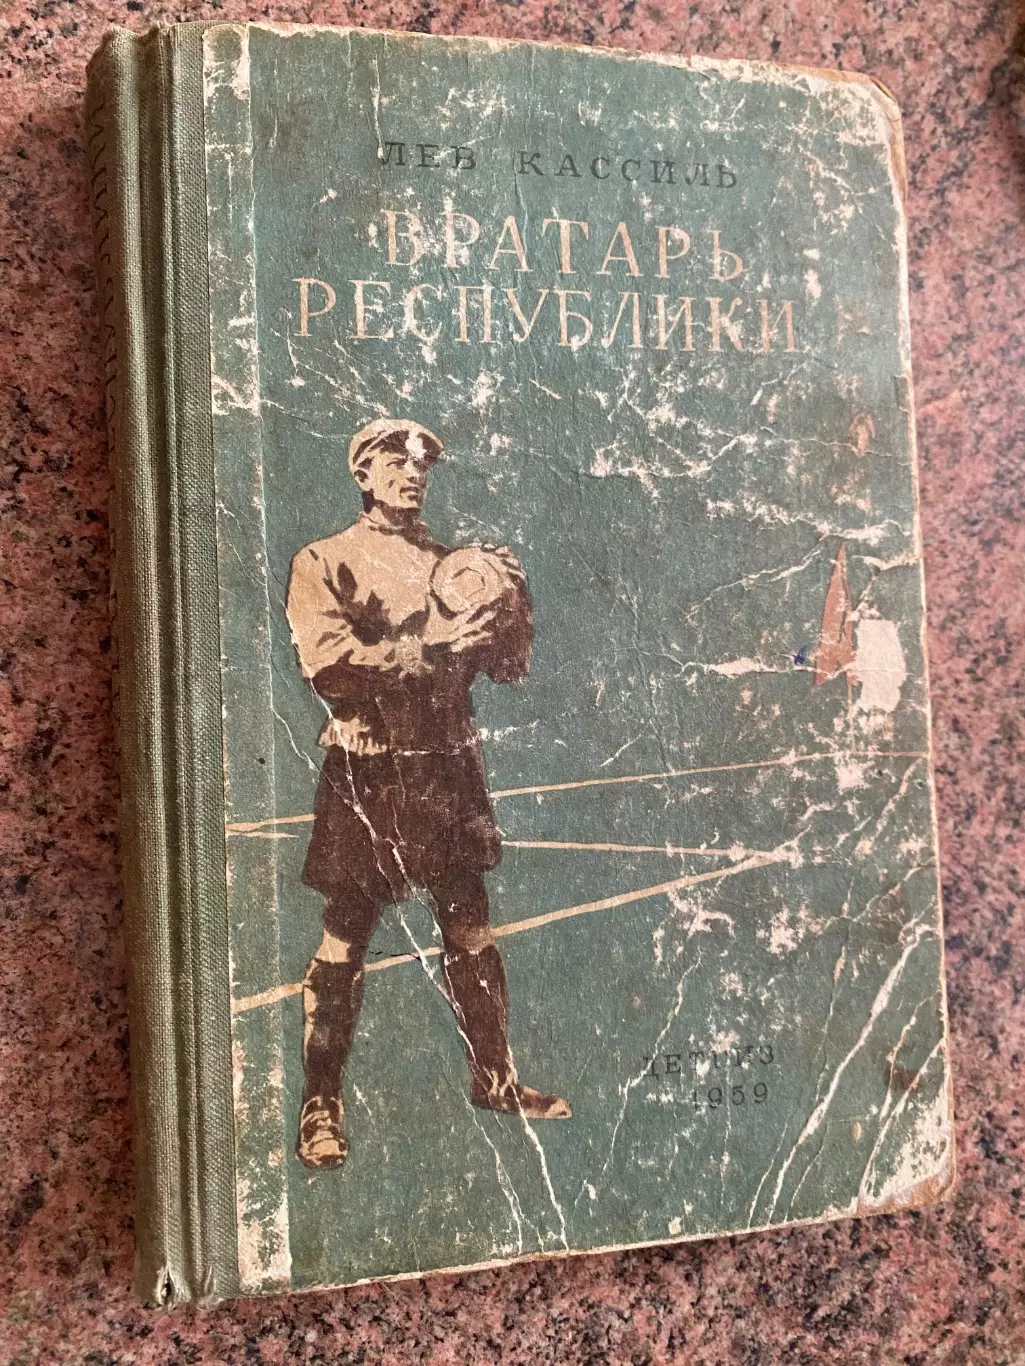 ЛЕВ КАССИЛЬ
ВРАТАРЬ
РЕСПУБЛИКИ
ДЕТГИЗ
1959